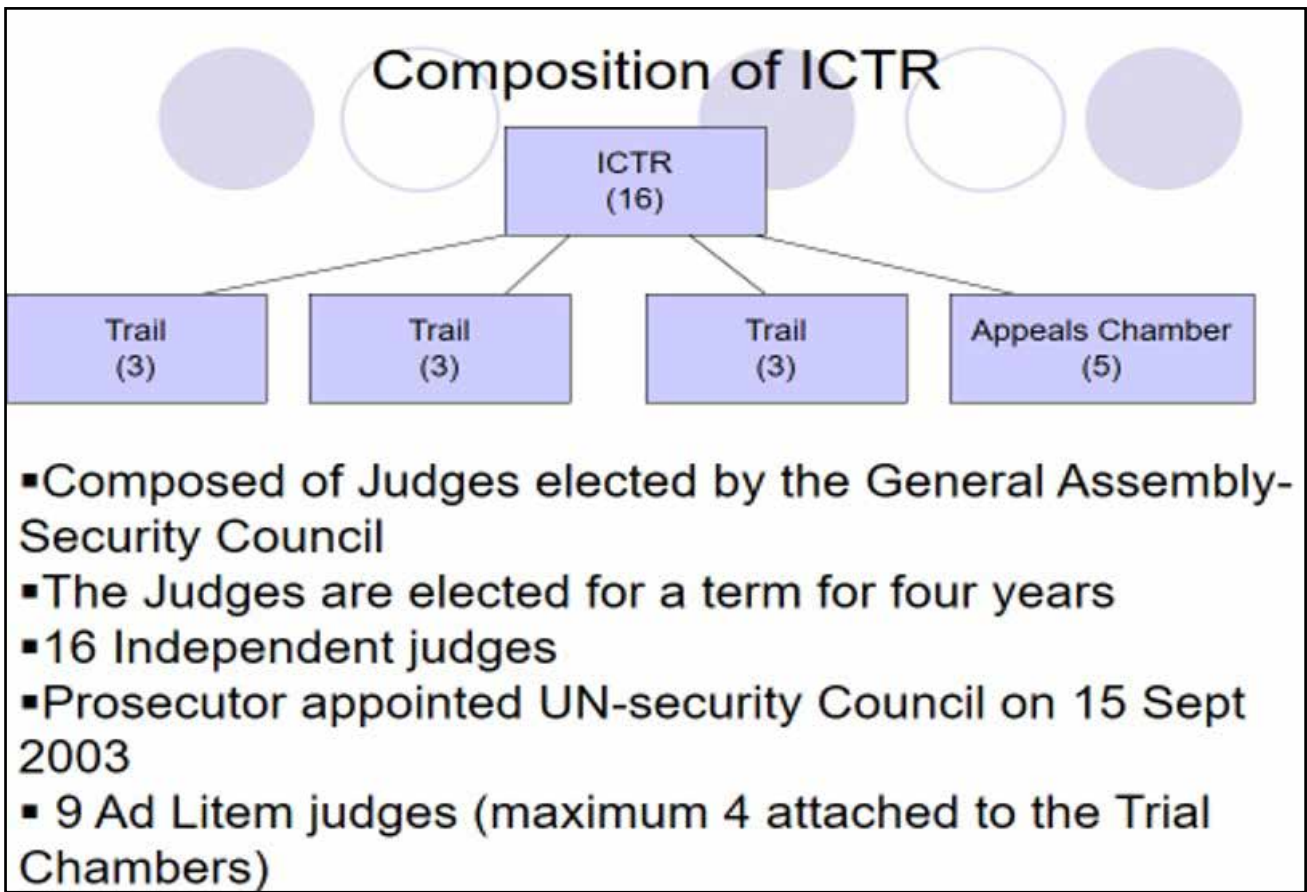 Composition of ICTR
ICTR
(16)
Trail
(3)
Trail
(3)
Trail
(3)
Appeals Chamber
(5)
▪Composed of Judges elected by the General Assembly-
Security Council
▪The Judges are elected for a term for four years
▪16 Independent judges
▪Prosecutor appointed UN-security Council on 15 Sept
2003
▪ 9 Ad Litem judges (maximum 4 attached to the Trial
Chambers)